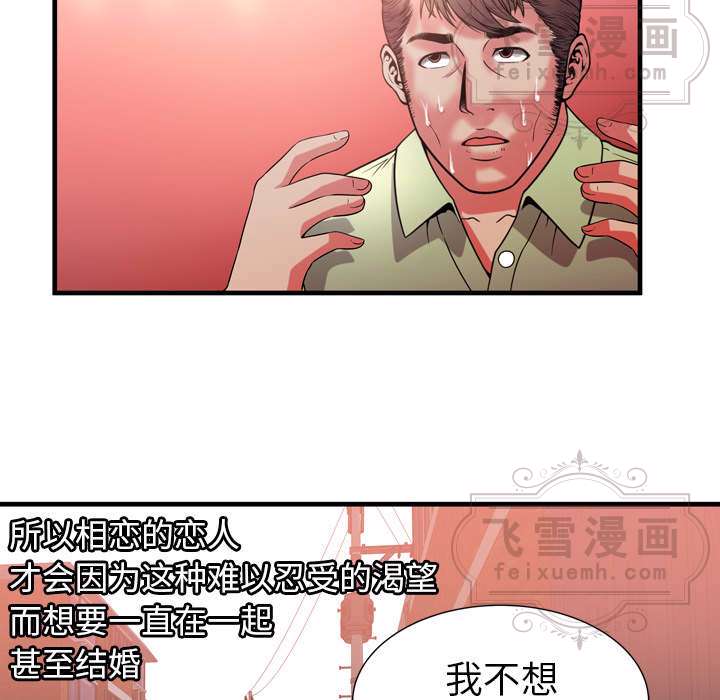 飞雪漫画
feixuemh.com
所以相恋的恋人
才会因为这种难以忍受的渴望
而想要一直在一起
甚至结婚
飞雪漫画
feixuemh.com
我不想